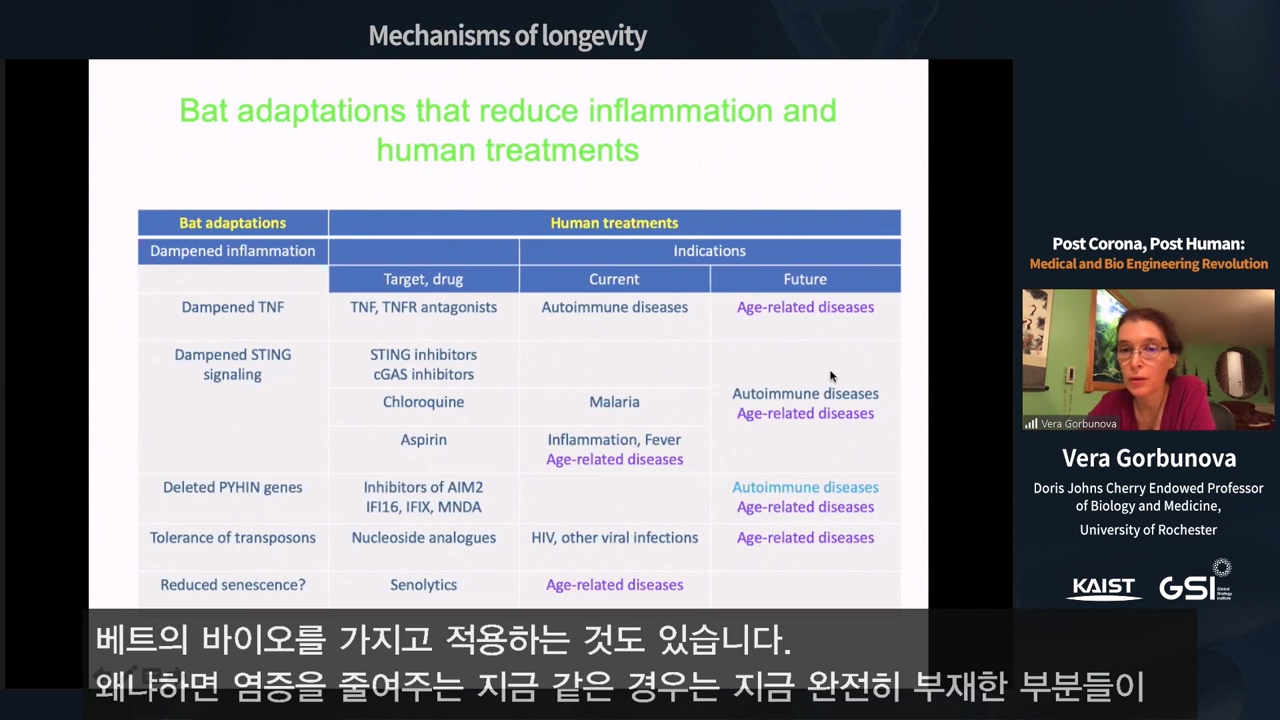 Mechanisms of longevity
Bat adaptations that reduce inflammation and
human treatments
Bat adaptations
Human treatments
Dampened inflammation
Indications
Target, drug
Current
Future
Dampened TNF
TNF, TNFR antagonists
Autoimmune diseases
Age-related diseases
Dampened STING
signaling
STING inhibitors
cGAS inhibitors
Chloroquine
Malaria
Autoimmune diseases
Age-related diseases
Aspirin
Inflammation, Fever
Age-related diseases
Deleted PYHIN genes
Inhibitors of AIM2
IFI16, IFIX, MNDA
Autoimmune diseases
Age-related diseases
Tolerance of transposons
Nucleoside analogues
HIV, other viral infections
Age-related diseases
Reduced senescence?
Senolytics
Age-related diseases
Post Corona, Post Human:
Medical and Bio Engineering Revolution
Vera Gorbunova
Vera Gorbunova
Doris Johns Cherry Endowed Professor
of Biology and Medicine,
University of Rochester
KAIST
GSI
Global
Strategy
Institute
베트의 바이오를 가지고 적용하는 것도 있습니다.
왜냐하면 염증을 줄여주는 지금 같은 경우는 지금 완전히 부재한 부분들이